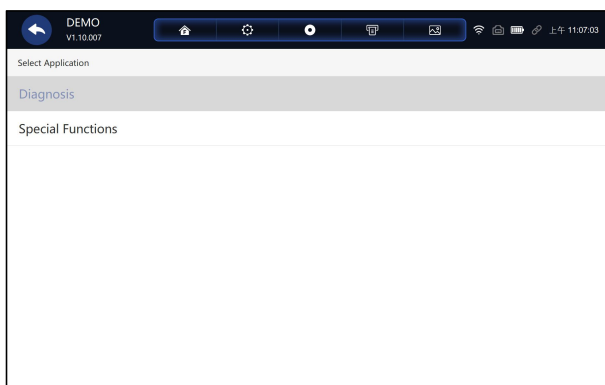 DEMO
V1.10.007
上午 11:07:03
Select Application
Diagnosis
Special Functions